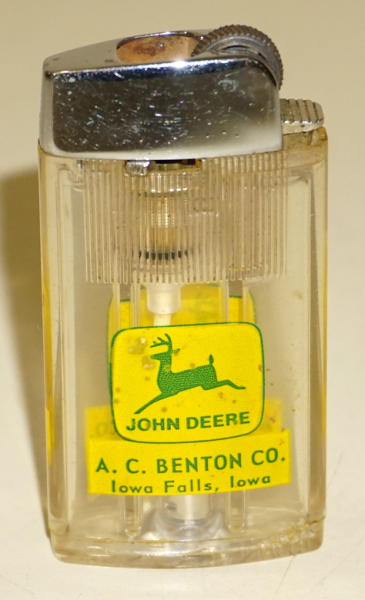 JOHN DEERE
A. C. BENTON CO.
Iowa Falls, Iowa